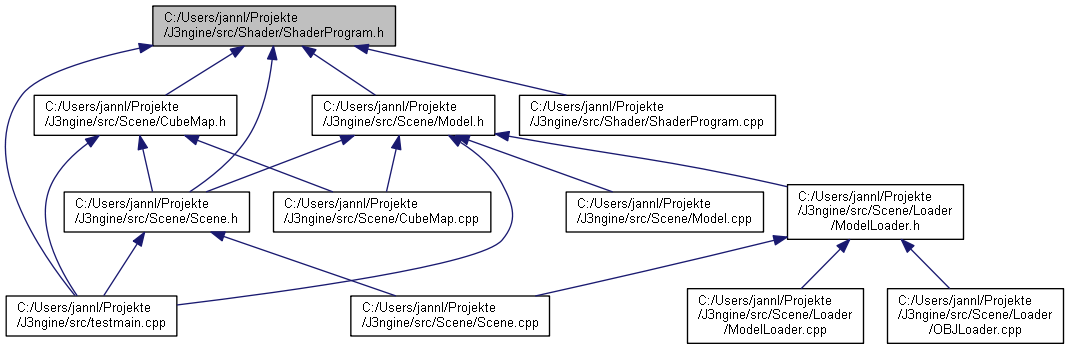 C:/Users/jannl/Projekte
/J3ngine/src/Shader/ShaderProgram.h
C:/Users/jannl/Projekte
/J3ngine/src/Scene/CubeMap.h
C:/Users/jannl/Projekte
/J3ngine/src/Scene/Model.h
C:/Users/jannl/Projekte
/J3ngine/src/Shader/ShaderProgram.cpp
C:/Users/jannl/Projekte
/J3ngine/src/Scene/Scene.h
C:/Users/jannl/Projekte
/J3ngine/src/Scene/CubeMap.cpp
C:/Users/jannl/Projekte
/J3ngine/src/Scene/Model.cpp
C:/Users/jannl/Projekte
/J3ngine/src/Scene/Loader
/ModelLoader.h
C:/Users/jannl/Projekte
/J3ngine/src/testmain.cpp
C:/Users/jannl/Projekte
/J3ngine/src/Scene/Scene.cpp
C:/Users/jannl/Projekte
/J3ngine/src/Scene/Loader
/ModelLoader.cpp
C:/Users/jannl/Projekte
/J3ngine/src/Scene/Loader
/OBJLoader.cpp